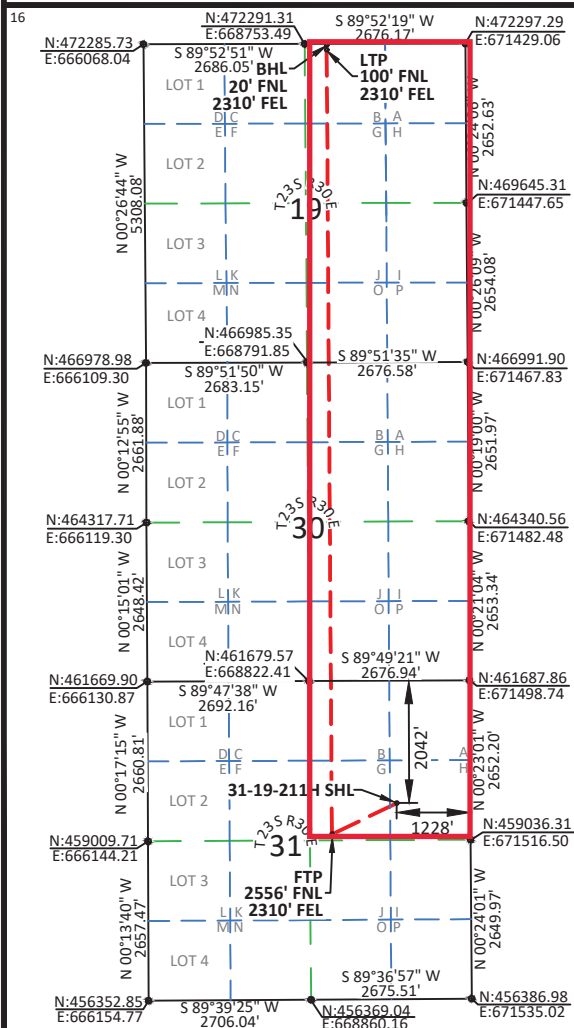 16
N:472291.31
E:668753.49
S 89°52'19" W
2676.17'
N:472297.29
E:671429.06
N:472285.73
E:666068.04
S 89°52'51" W
2686.05'
BHL
20' FNL
2310' FEL
LTP
100' FNL
2310' FEL
LOT 1
D C
E F
B A
G H
2652.63'
LOT 2
N 00°26'44" W
5308.08'
T 23 S R30 E
19
N:469645.31
E:671447.65
LOT 3
L K
M N
J I
O P
N 00°26'09" W
2654.08'
LOT 4
N:466985.35
E:668791.85
S 89°51'35" W
2676.58'
N:466991.90
E:671467.83
N:466978.98
E:666109.30
S 89°51'50" W
2683.15'
LOT 1
N 00°12'55" W
2661.88'
D C
E F
B A
G H
N 00°19'00" W
2651.97'
LOT 2
T 23 S R30 E
30
N:464317.71
E:666119.30
N:464340.56
E:671482.48
LOT 3
N 00°15'01" W
2648.42'
L K
M N
J I
O P
N 00°21'04" W
2653.34'
LOT 4
N:461679.57
E:668822.41
S 89°49'21" W
2676.94'
N:461687.86
E:671498.74
N:461669.90
E:666130.87
S 89°47'38" W
2692.16'
LOT 1
N 00°17'15" W
2660.81'
D C
E F
B
G
A
H
2042'
N 00°23'01" W
2652.20'
LOT 2
31-19-211H SHL
1228'
T 23 S R30 E
31
N:459009.71
E:666144.21
N:459036.31
E:671516.50
FTP
2556' FNL
2310' FEL
LOT 3
N 00°13'40" W
2657.47'
L K
M N
J I
O P
N 00°24'01" W
2649.97'
LOT 4
S 89°36'57" W
2675.51'
N:456352.85
E:666154.77
S 89°39'25" W
2706.04'
N:456369.04
E:668860.16
N:456386.98
E:671535.02